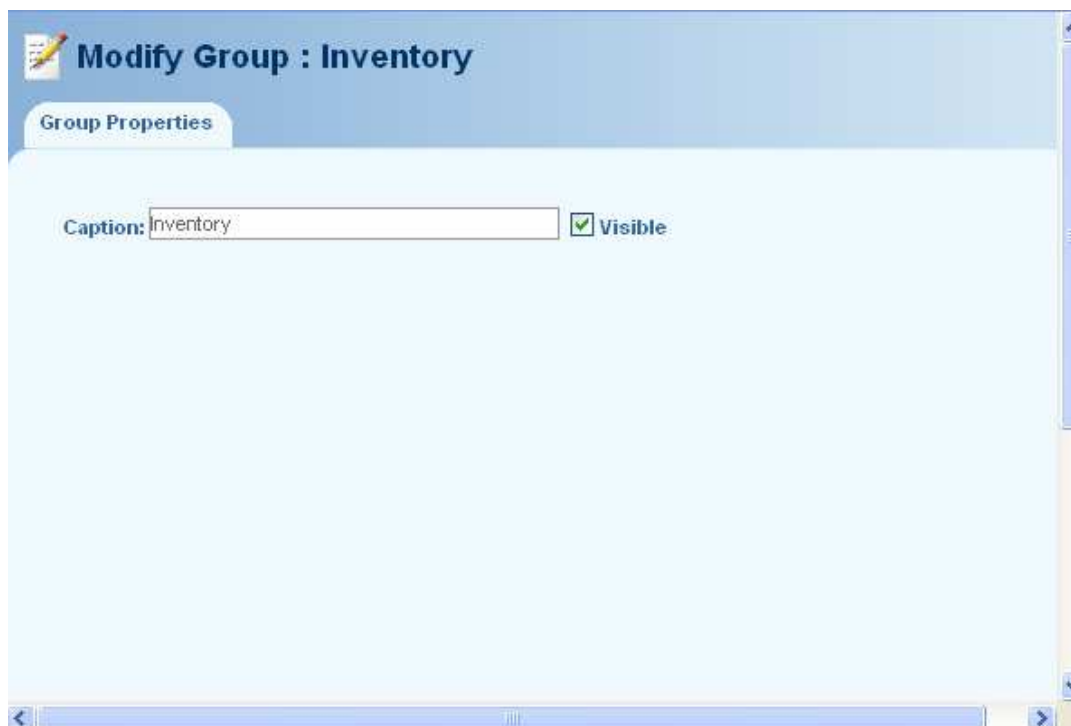 Modify Group : Inventory
Group Properties
Caption: Inventory Visible